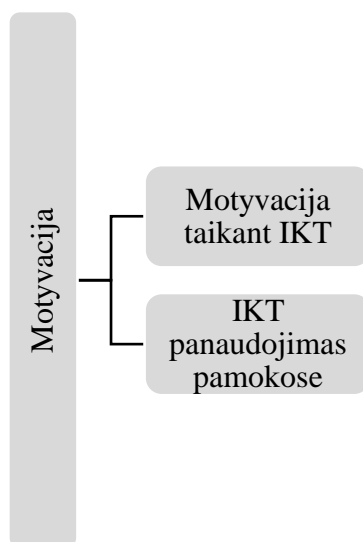 Motyvacija
Motyvacija
taikant IKT
IKT
panaudojimas
pamokose